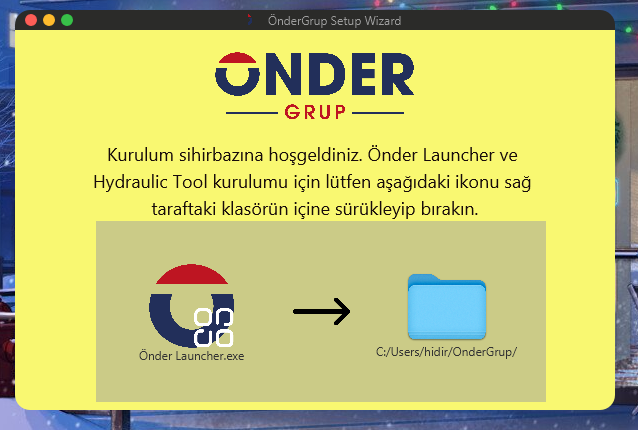 ÖnderGrup Setup Wizard
ÖNDER
GRUP
Kurulum sihirbazına hoşgeldiniz. Önder Launcher ve
Hydraulic Tool kurulumu için lütfen aşağıdaki ikonu sağ
taraftaki klasörün içine sürükleyip bırakın.
Önder Launcher.exe
C:/Users/hidir/OnderGrup/